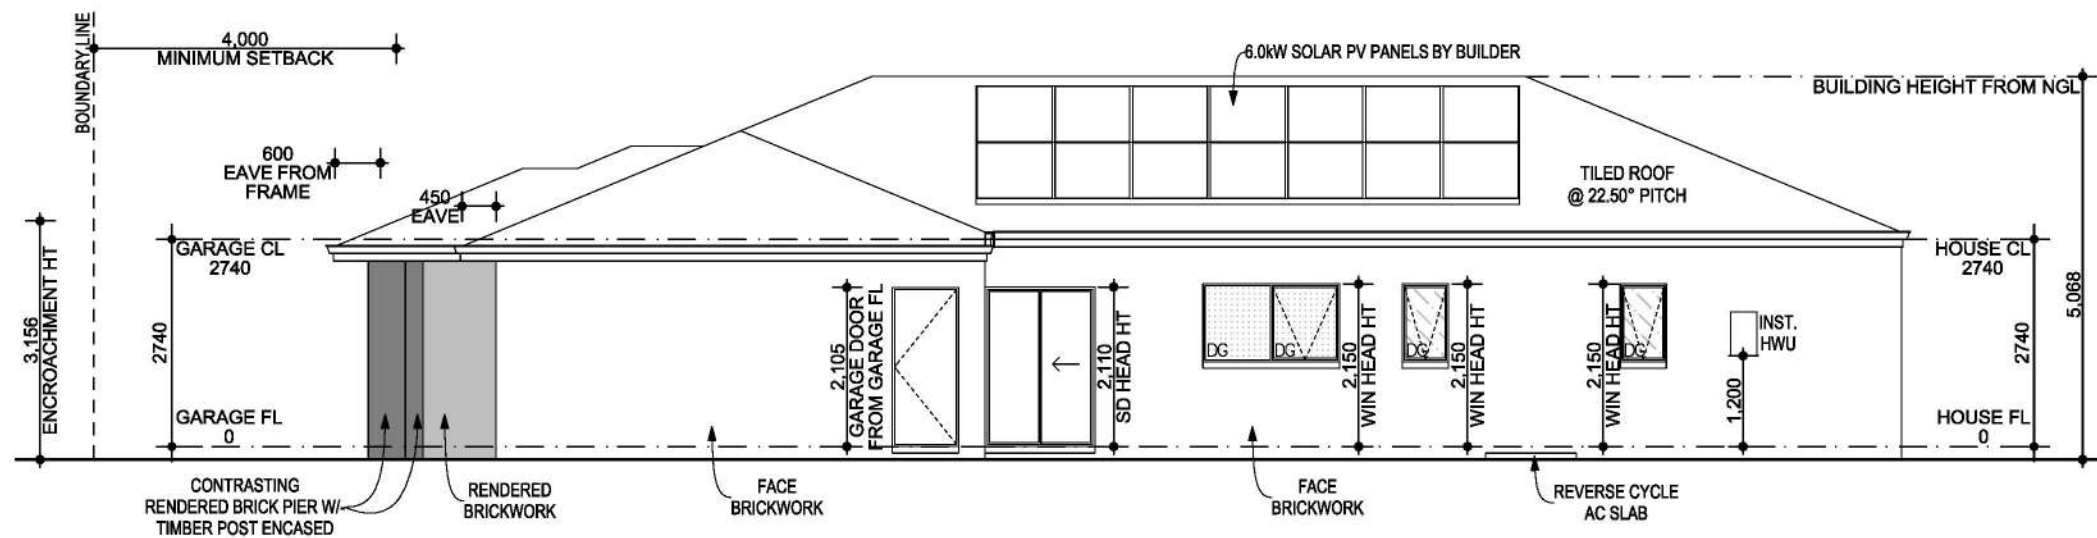 BOUNDARY LINE
4,000
MINIMUM SETBACK
6.0kW SOLAR PV PANELS BY BUILDER
BUILDING HEIGHT FROM NGL
600
EAVE FROM
FRAME
450
EAVE
TILED ROOF
@ 22.50° PITCH
3,156
ENCROACHMENT HT
GARAGE CL
2740
2740
GARAGE FL
0
2,105
GARAGE DOOR
FROM GARAGE FL
2,110
SD HEAD HT
DG
DG
2,150
WIN HEAD HT
DG
2,150
WIN HEAD HT
2,150
WIN HEAD HT
DG
INST.
HWU
1,200
HOUSE CL
2740
2740
HOUSE FL
0
5,068
CONTRASTING
RENDERED BRICK PIER W/
TIMBER POST ENCASED
RENDERED
BRICKWORK
FACE
BRICKWORK
FACE
BRICKWORK
REVERSE CYCLE
AC SLAB